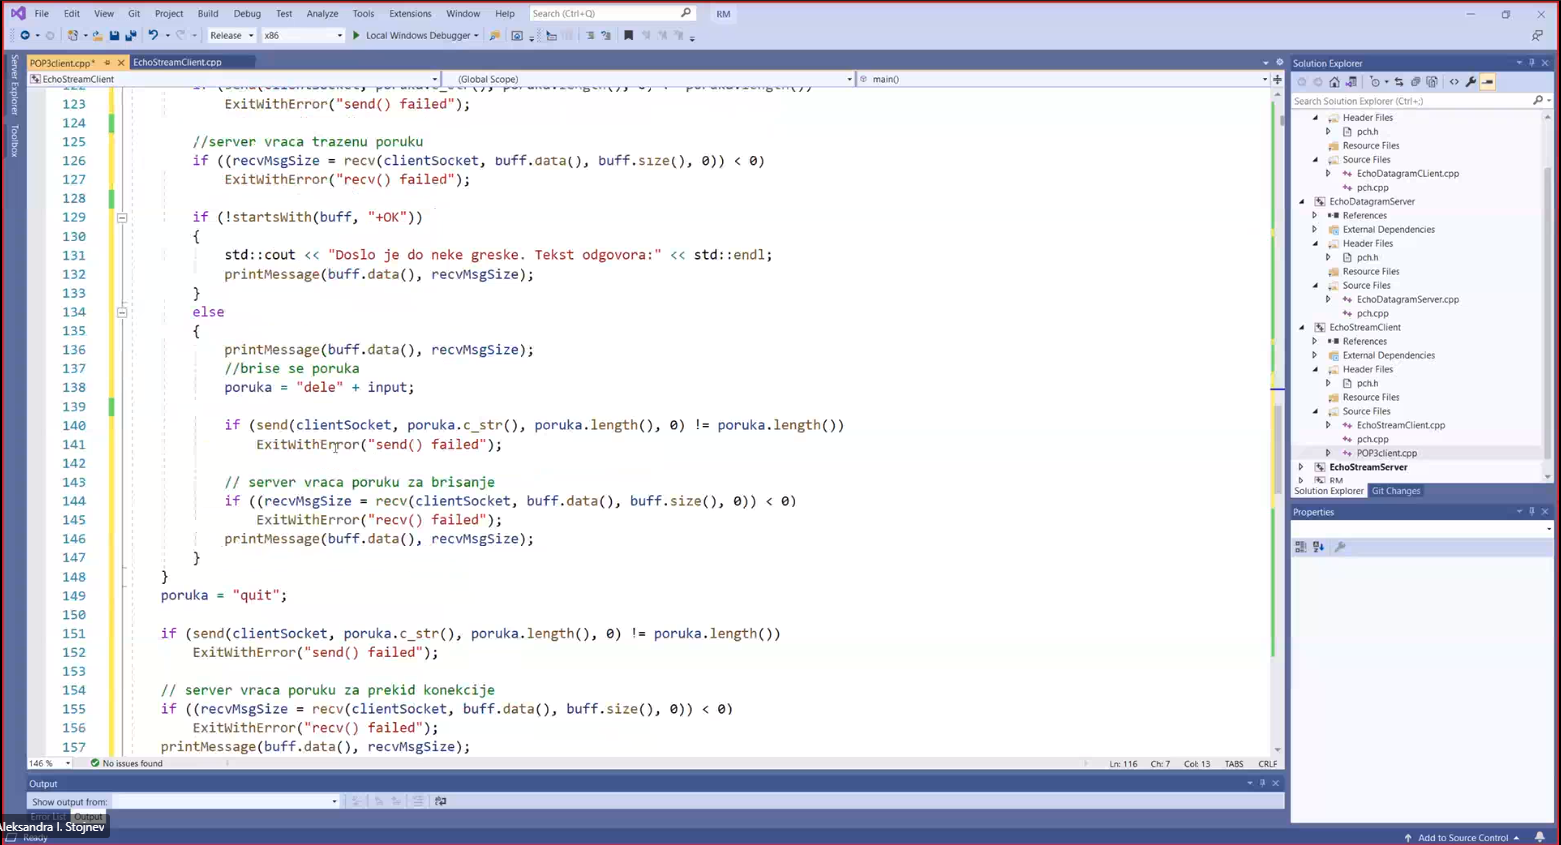 File Edit View Git Project Build Debug Test Analyze Tools Extensions Window Help Search (Ctrl+Q) RM
Release x86 Local Windows Debugger
Server Explorer
Toolbox
POP3client.cpp* EchoStreamClient.cpp
EchoStreamClient (Global Scope) main()
123 ExitWithError("send() failed");
124
125 //server vraca trazenu poruku
126 if ((recvMsgSize = recv(clientSocket, buff.data(), buff.size(), 0)) < 0)
127 ExitWithError("recv() failed");
128
129 if (!startsWith(buff, "+OK"))
130 {
131 std::cout << "Doslo je do neke greske. Tekst odgovora:" << std::endl;
132 printMessage(buff.data(), recvMsgSize);
133 }
134 else
135 {
136 printMessage(buff.data(), recvMsgSize);
137 //brise se poruka
138 poruka = "dele" + input;
139
140 if (send(clientSocket, poruka.c_str(), poruka.length(), 0) != poruka.length())
141 ExitWithError("send() failed");
142
143 // server vraca poruku za brisanje
144 if ((recvMsgSize = recv(clientSocket, buff.data(), buff.size(), 0)) < 0)
145 ExitWithError("recv() failed");
146 printMessage(buff.data(), recvMsgSize);
147 }
148 }
149 poruka = "quit";
150
151 if (send(clientSocket, poruka.c_str(), poruka.length(), 0) != poruka.length())
152 ExitWithError("send() failed");
153
154 // server vraca poruku za prekid konekcije
155 if ((recvMsgSize = recv(clientSocket, buff.data(), buff.size(), 0)) < 0)
156 ExitWithError("recv() failed");
157 printMessage(buff.data(), recvMsgSize);
146 % No issues found Ln: 116 Ch: 7 Col: 13 TABS CRLF
Output
Show output from:
Error List Output
Aleksandra I. Stojnev
Ready
Solution Explorer
Search Solution Explorer (Ctrl+;)
Header Files
pch.h
Resource Files
Source Files
EchoDatagramCLient.cpp
pch.cpp
EchoDatagramServer
References
External Dependencies
Header Files
pch.h
Resource Files
Source Files
EchoDatagramServer.cpp
pch.cpp
EchoStreamClient
References
External Dependencies
Header Files
pch.h
Resource Files
Source Files
EchoStreamClient.cpp
pch.cpp
POP3client.cpp
EchoStreamServer
RM
Solution Explorer Git Changes
Properties
Add to Source Control